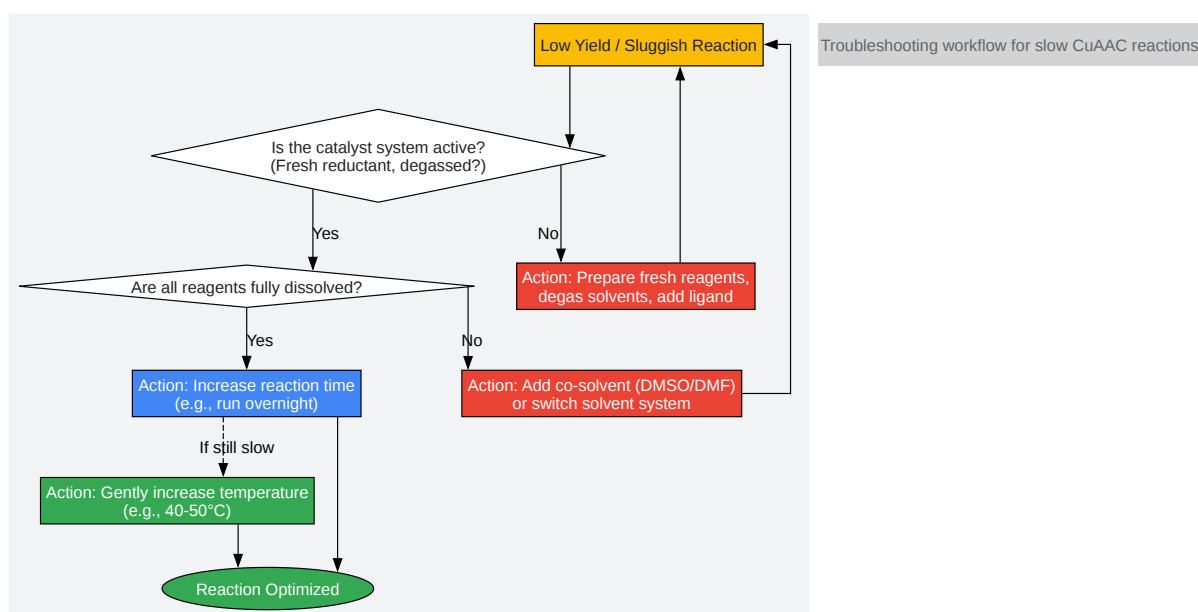 Low Yield / Sluggish Reaction
Troubleshooting workflow for slow CuAAC reactions
Is the catalyst system active?
(Fresh reductant, degassed?)
Yes
No
Action: Prepare fresh reagents,
degas solvents, add ligand
Are all reagents fully dissolved?
Yes
No
Action: Increase reaction time
(e.g., run overnight)
Action: Add co-solvent (DMSO/DMF)
or switch solvent system
If still slow
Action: Gently increase temperature
(e.g., 40-50°C)
Reaction Optimized